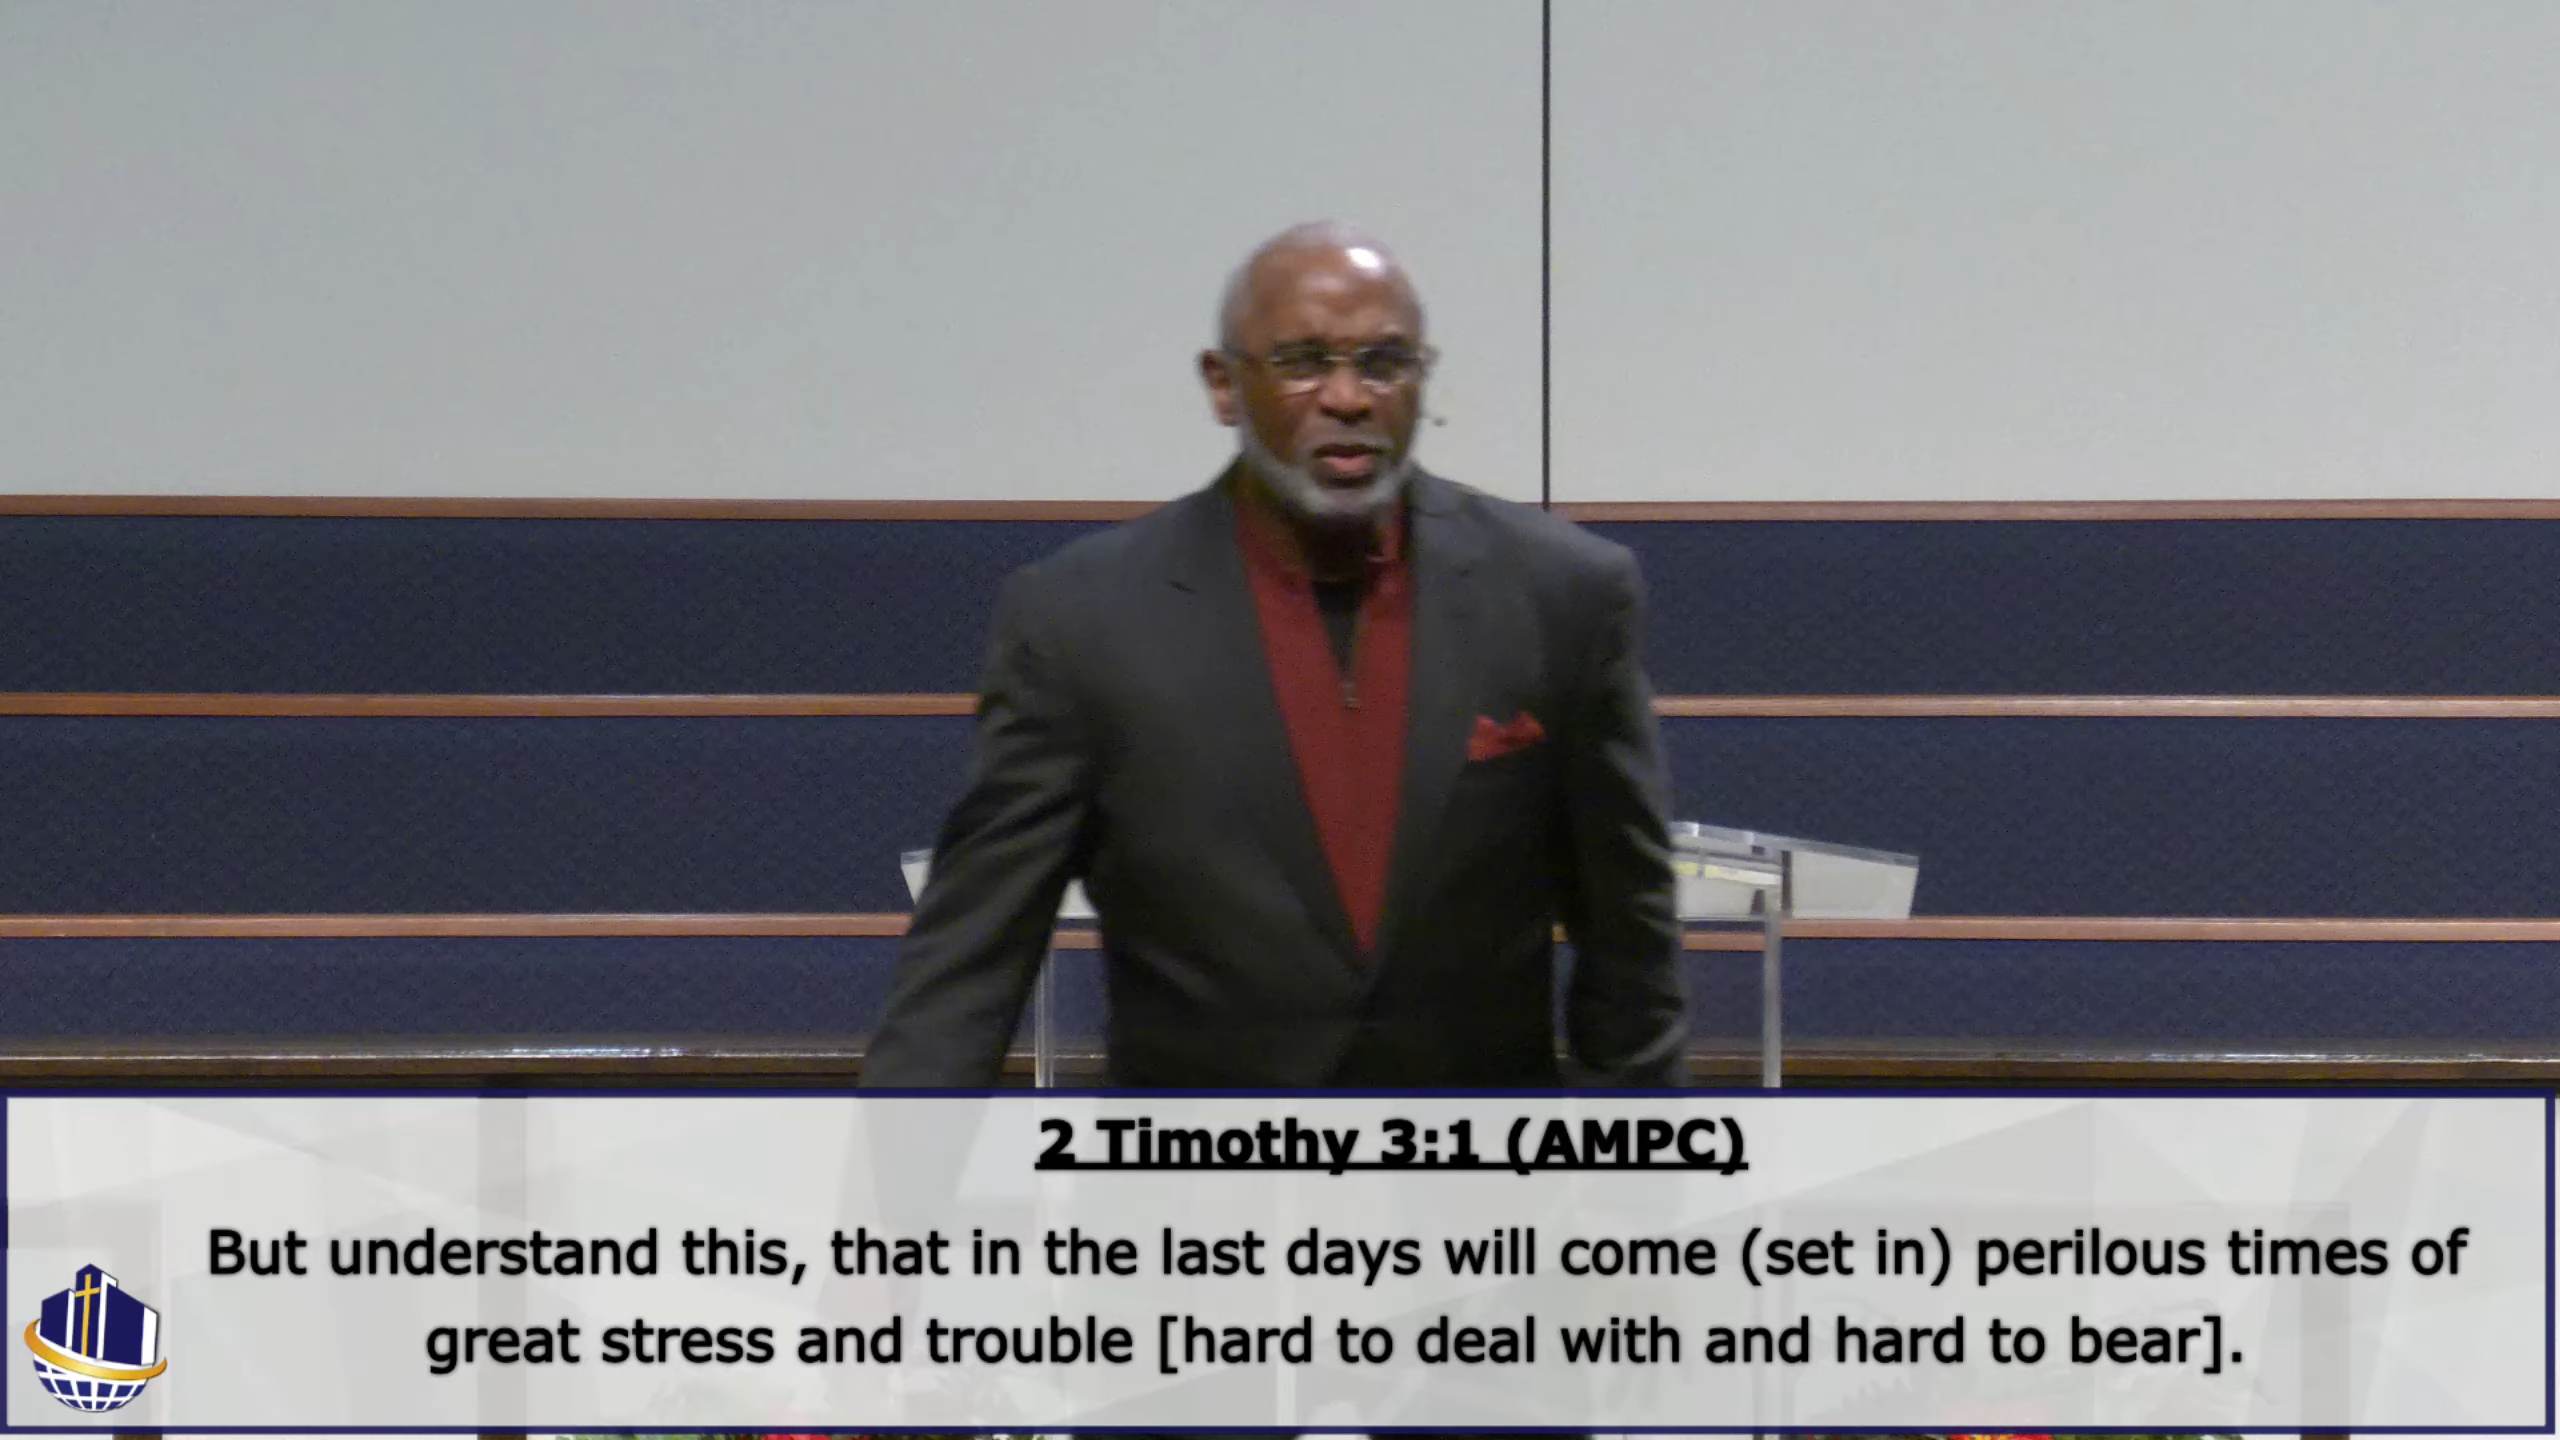 2 Timothy 3:1 (AMPC)
But understand this, that in the last days will come (set in) perilous times of
great stress and trouble [hard to deal with and hard to bear].